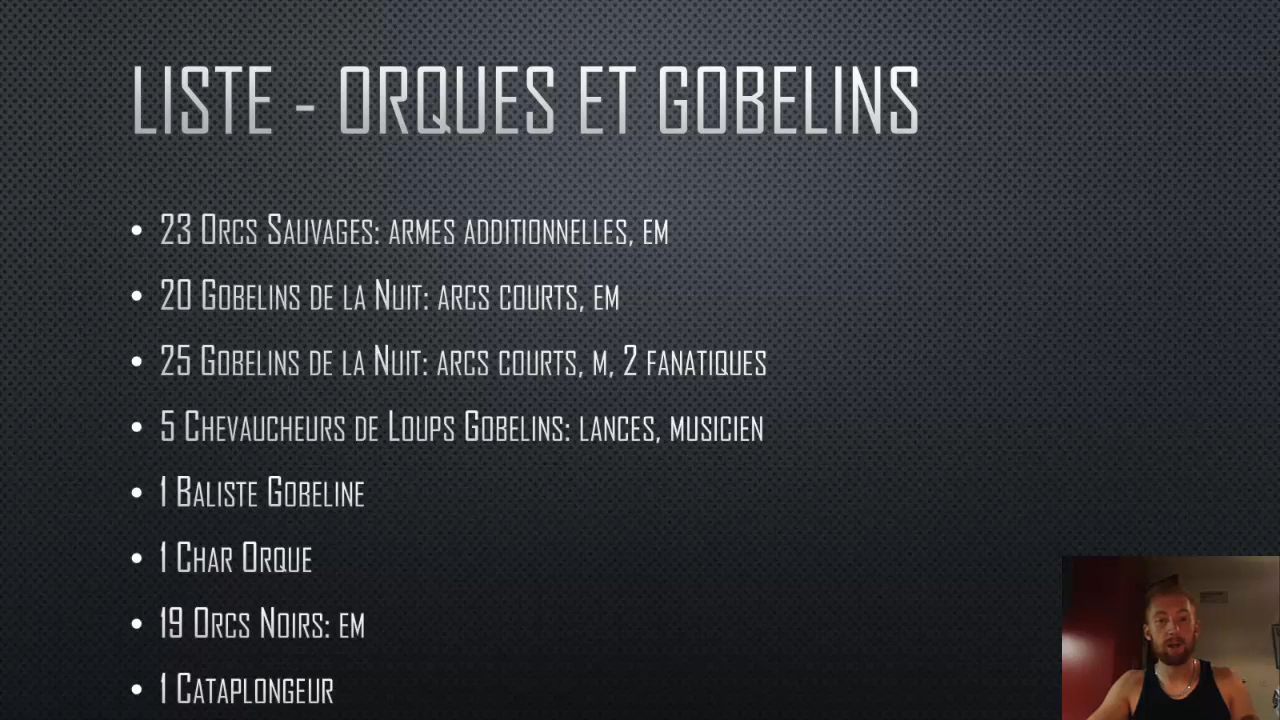 LISTE - ORQUES ET GOBELINS
• 23 ORCS SAUVAGES: ARMES ADDITIONNELLES, EM
• 20 GOBELINS DE LA NUIT: ARCS COURTS, EM
• 25 GOBELINS DE LA NUIT: ARCS COURTS, M, 2 FANATIQUES
• 5 CHEVAUCHEURS DE LOUPS GOBELINS: LANCES, MUSICIEN
• 1 BALISTE GOBELINE
• 1 CHAR ORQUE
• 19 ORCS NOIRS: EM
• 1 CATAPLONGEUR